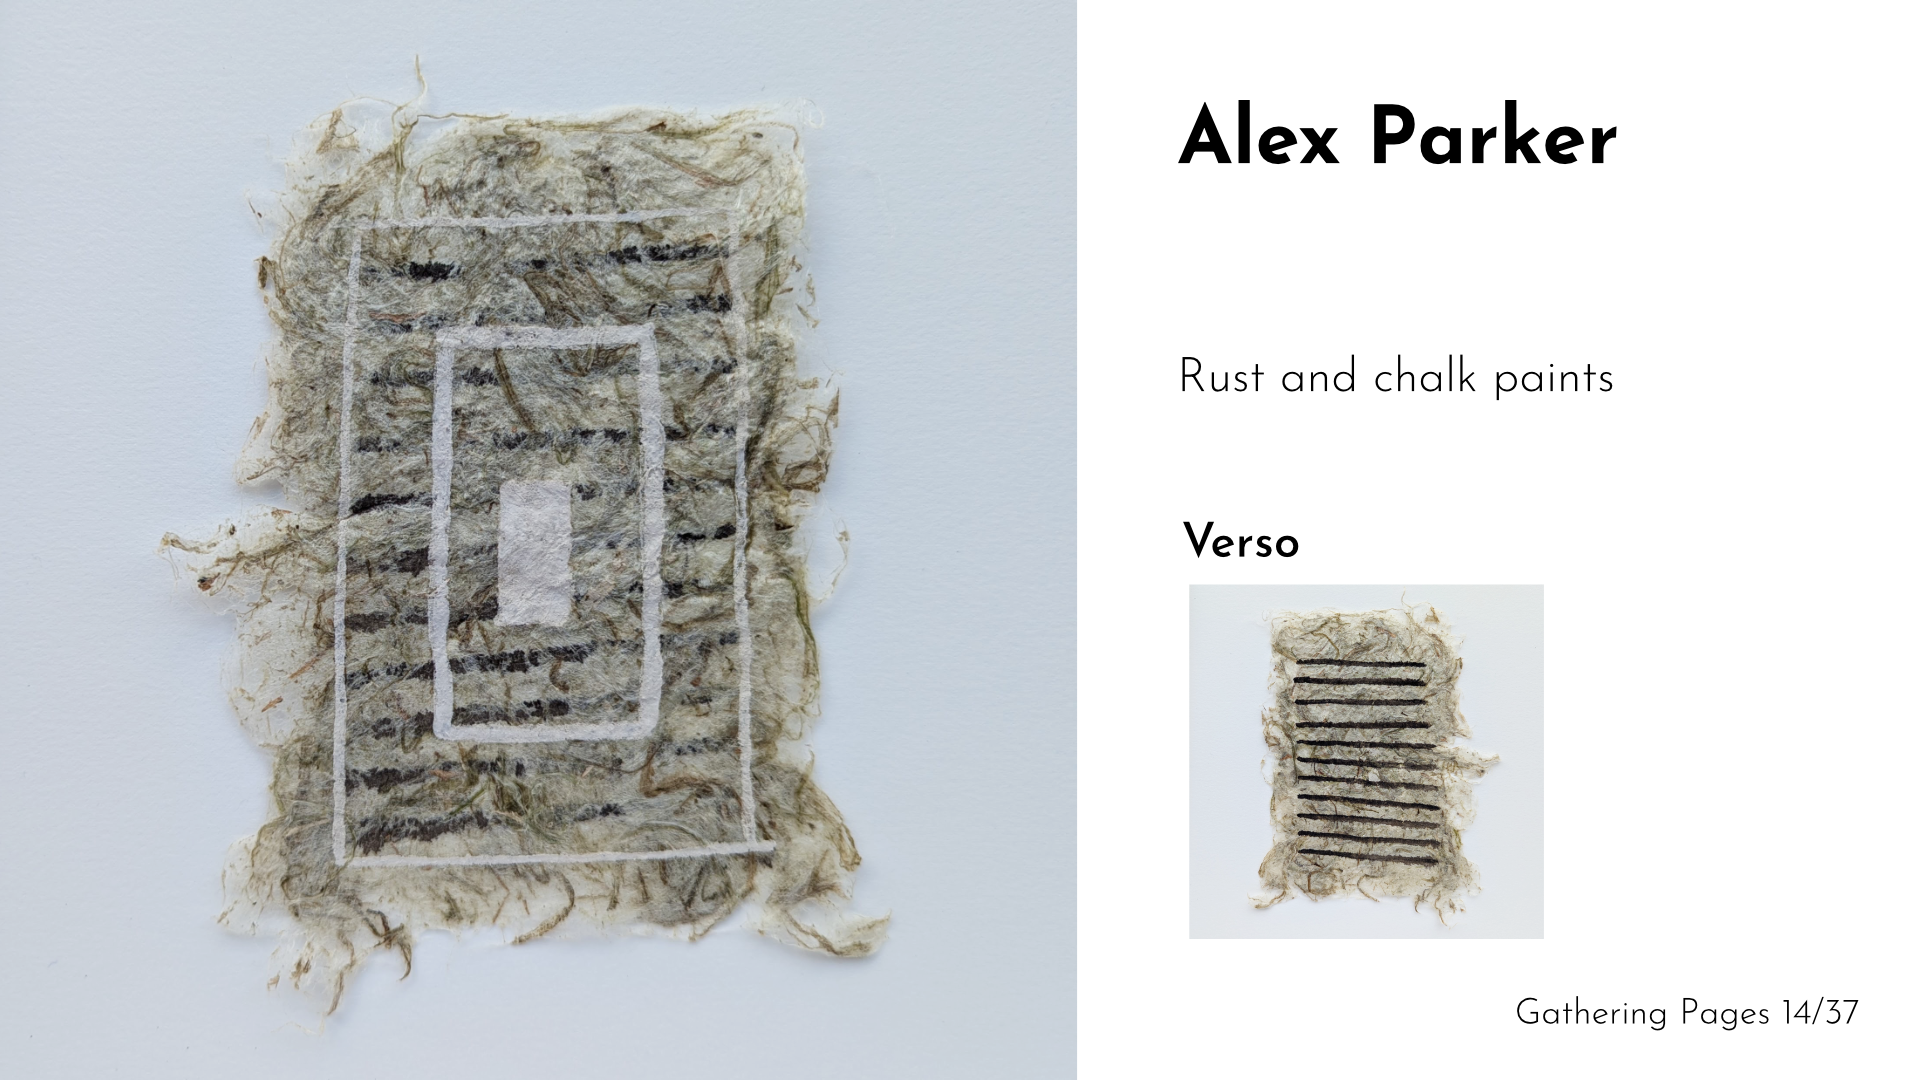 Alex Parker
Rust and chalk paints
Verso
Gathering Pages 14/37